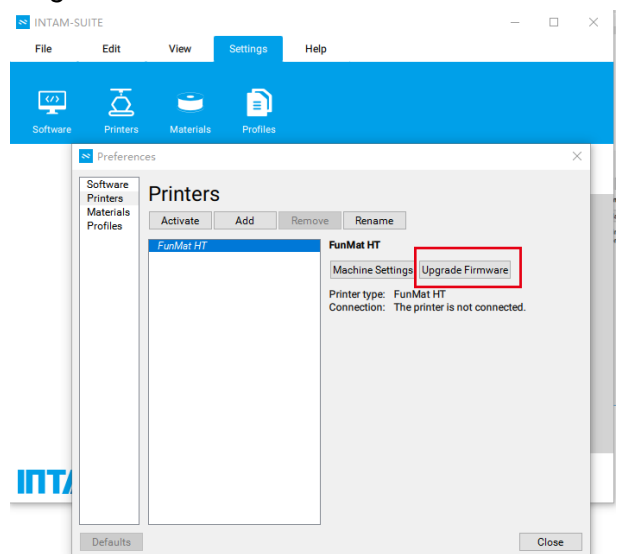 INTAM-SUITE
File Edit View Settings Help
Software Printers Materials Profiles
Preferences
Software
Printers
Materials
Profiles
Printers
Activate Add Remove Rename
FunMat HT
FunMat HT
Machine Settings Upgrade Firmware
Printer type: FunMat HT
Connection: The printer is not connected.
Defaults Close